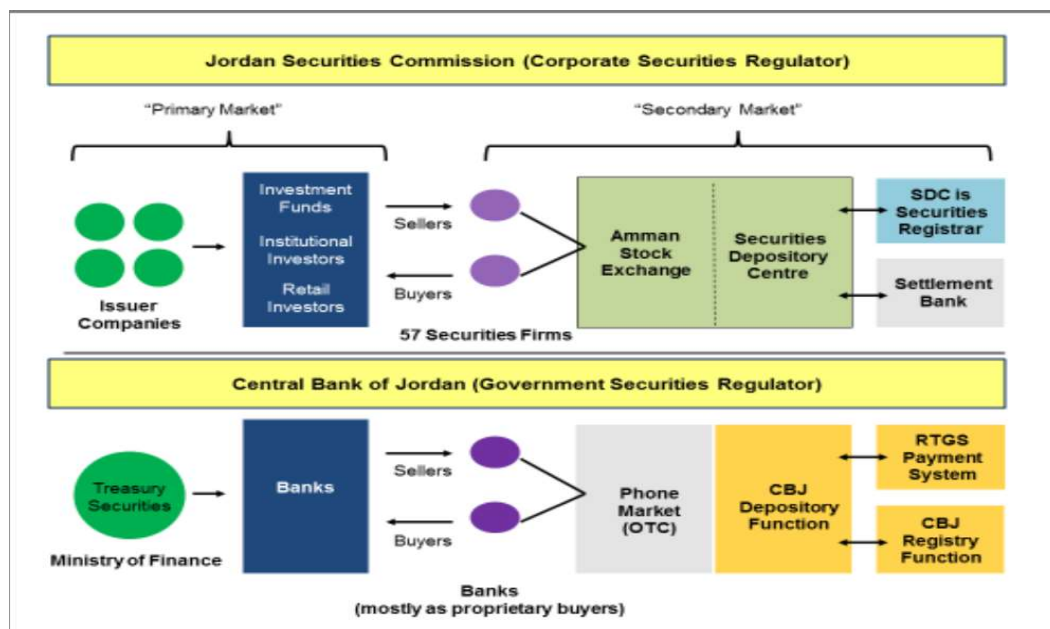 Jordan Securities Commission (Corporate Securities Regulator)
"Primary Market"
"Secondary Market"
Issuer
Companies
Investment
Funds
Institutional
Investors
Retail
Investors
Sellers
Buyers
57 Securities Firms
Amman
Stock
Exchange
Securities
Depository
Centre
SDC is
Securities
Registrar
Settlement
Bank
Central Bank of Jordan (Government Securities Regulator)
Treasury
Securities
Ministry of Finance
Banks
Sellers
Buyers
Banks
(mostly as proprietary buyers)
Phone
Market
(OTC)
CBJ
Depository
Function
RTGS
Payment
System
CBJ
Registry
Function